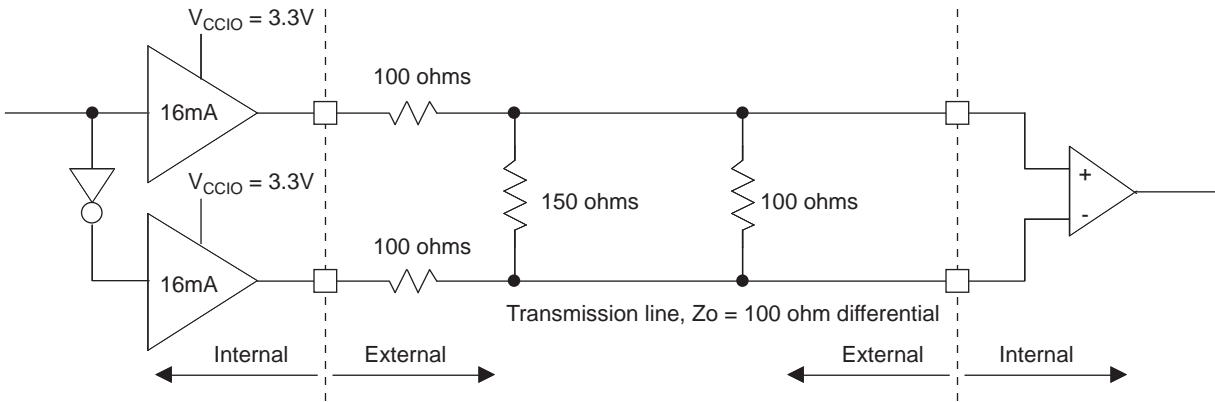 VCCIO = 3.3V
100 ohms
16mA
VCCIO = 3.3V
150 ohms
100 ohms
+
-
100 ohms
16mA
Transmission line, Zo = 100 ohm differential
Internal
External
External
Internal